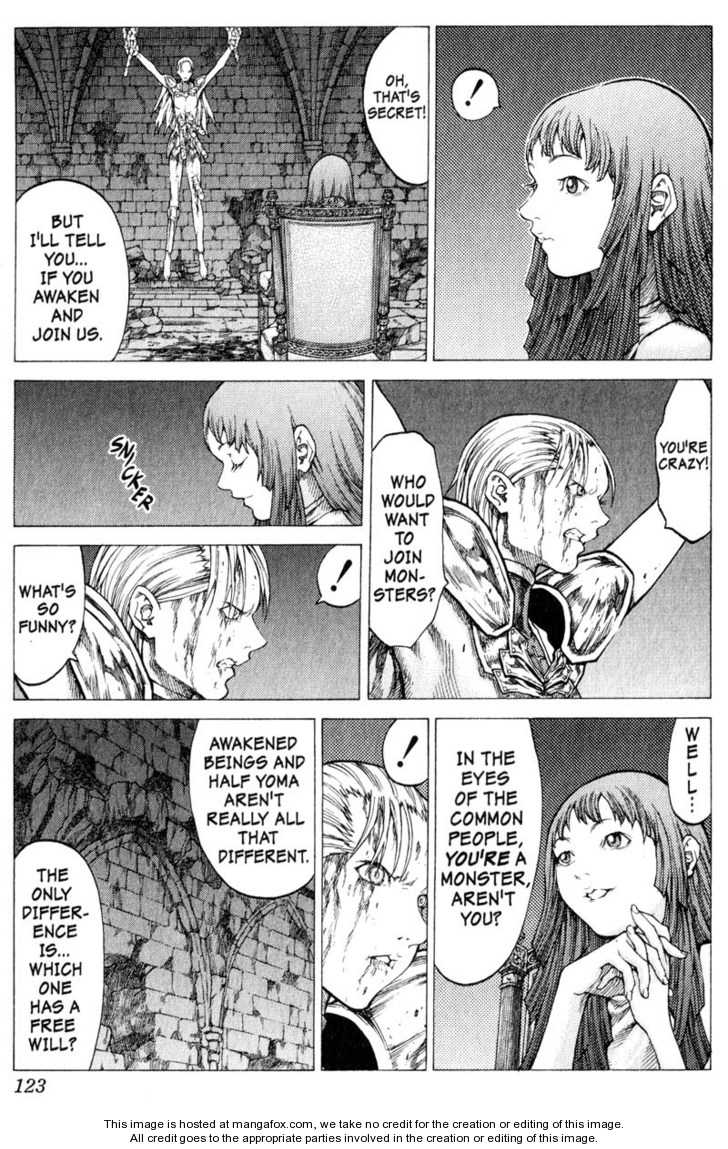 !
OH,
THAT'S
SECRET!
BUT
I'LL TELL
YOU...
IF YOU
AWAKEN
AND
JOIN US.
YOU'RE
CRAZY!
WHO
WOULD
WANT
TO
JOIN
MON-
STERS?
SNICKER
!
WHAT'S
SO
FUNNY?
WELL...
IN THE
EYES
OF THE
COMMON
PEOPLE,
YOU'RE A
MONSTER,
AREN'T
YOU?
!
AWAKENED
BEINGS AND
HALF YOMA
AREN'T
REALLY ALL
THAT
DIFFERENT.
THE
ONLY
DIFFER-
ENCE
IS...
WHICH
ONE
HAS A
FREE
WILL?
123
This image is hosted at mangafox.com, we take no credit for the creation or editing of this image.
All credit goes to the appropriate parties involved in the creation or editing of this image.